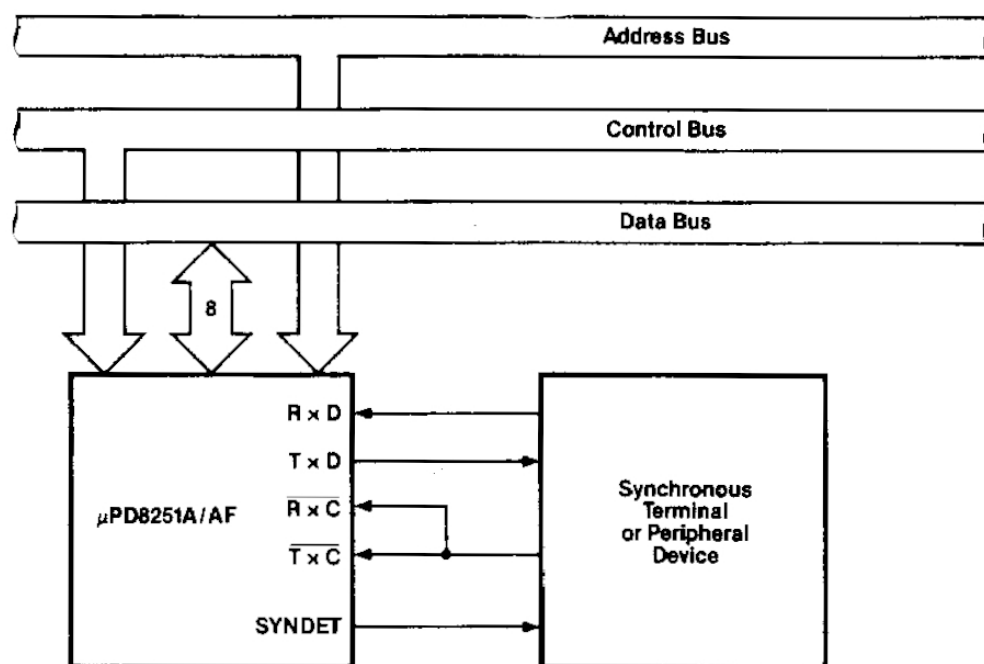 Address Bus
Control Bus
Data Bus
8
R x D
T x D
R x C
T x C
SYNDET
μPD8251A/AF
Synchronous
Terminal
or Peripheral
Device